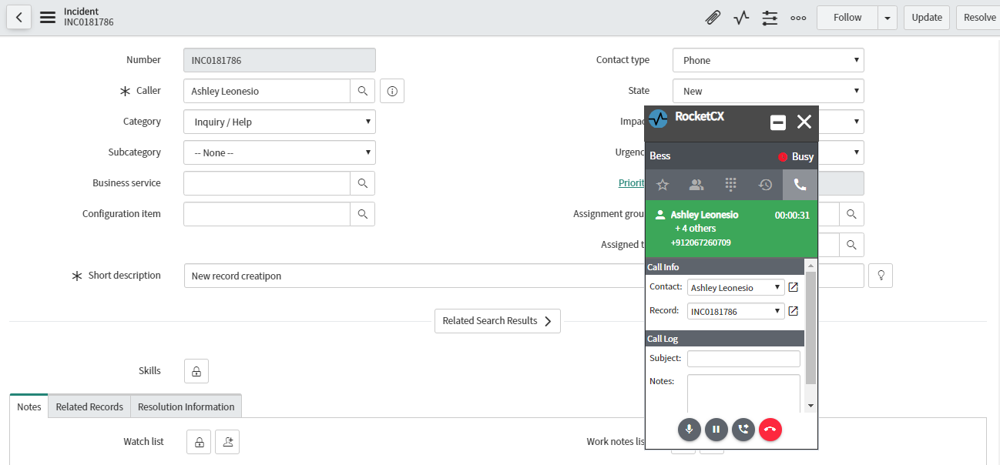 Incident
INC0181786
Follow
Update
Resolve
Number
INC0181786
Caller
Ashley Leonesio
Category
Inquiry / Help
Subcategory
-- None --
Business service
Configuration item
Contact type
Phone
State
New
Impac
Urgenc
Priorit
Assignment grou
Assigned t
Short description
New record creatipon
Related Search Results
Skills
Notes
Related Records
Resolution Information
Watch list
Work notes lis
RocketCX
Bess
Busy
Ashley Leonesio
00:00:31
+ 4 others
+912067260709
Call Info
Contact:
Ashley Leonesio
Record:
INC0181786
Call Log
Subject:
Notes: